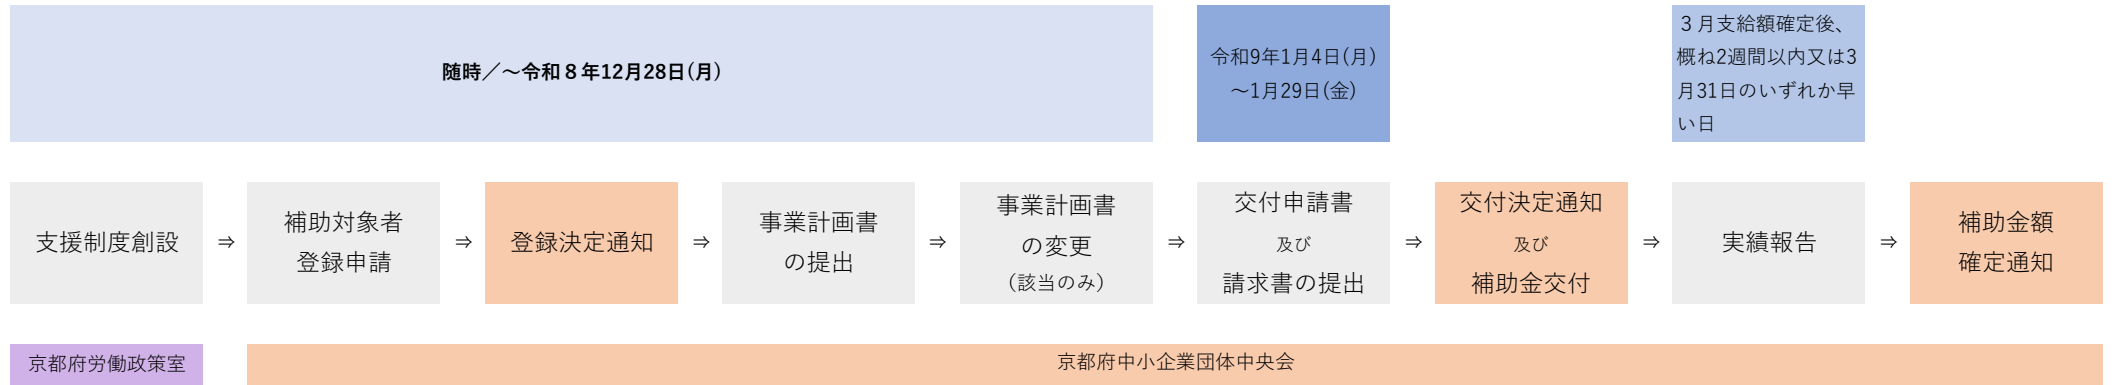 随時／～令和８年12月28日(月)
令和9年1月4日(月)
～1月29日(金)
３月支給額確定後、
概ね2週間以内又は3
月31日のいずれか早
い日
支援制度創設
⇒
補助対象者
登録申請
⇒
登録決定通知
⇒
事業計画書
の提出
⇒
事業計画書
の変更
（該当のみ）
⇒
交付申請書
及び
請求書の提出
⇒
交付決定通知
及び
補助金交付
⇒
実績報告
⇒
補助金額
確定通知
京都府労働政策室
京都府中小企業団体中央会